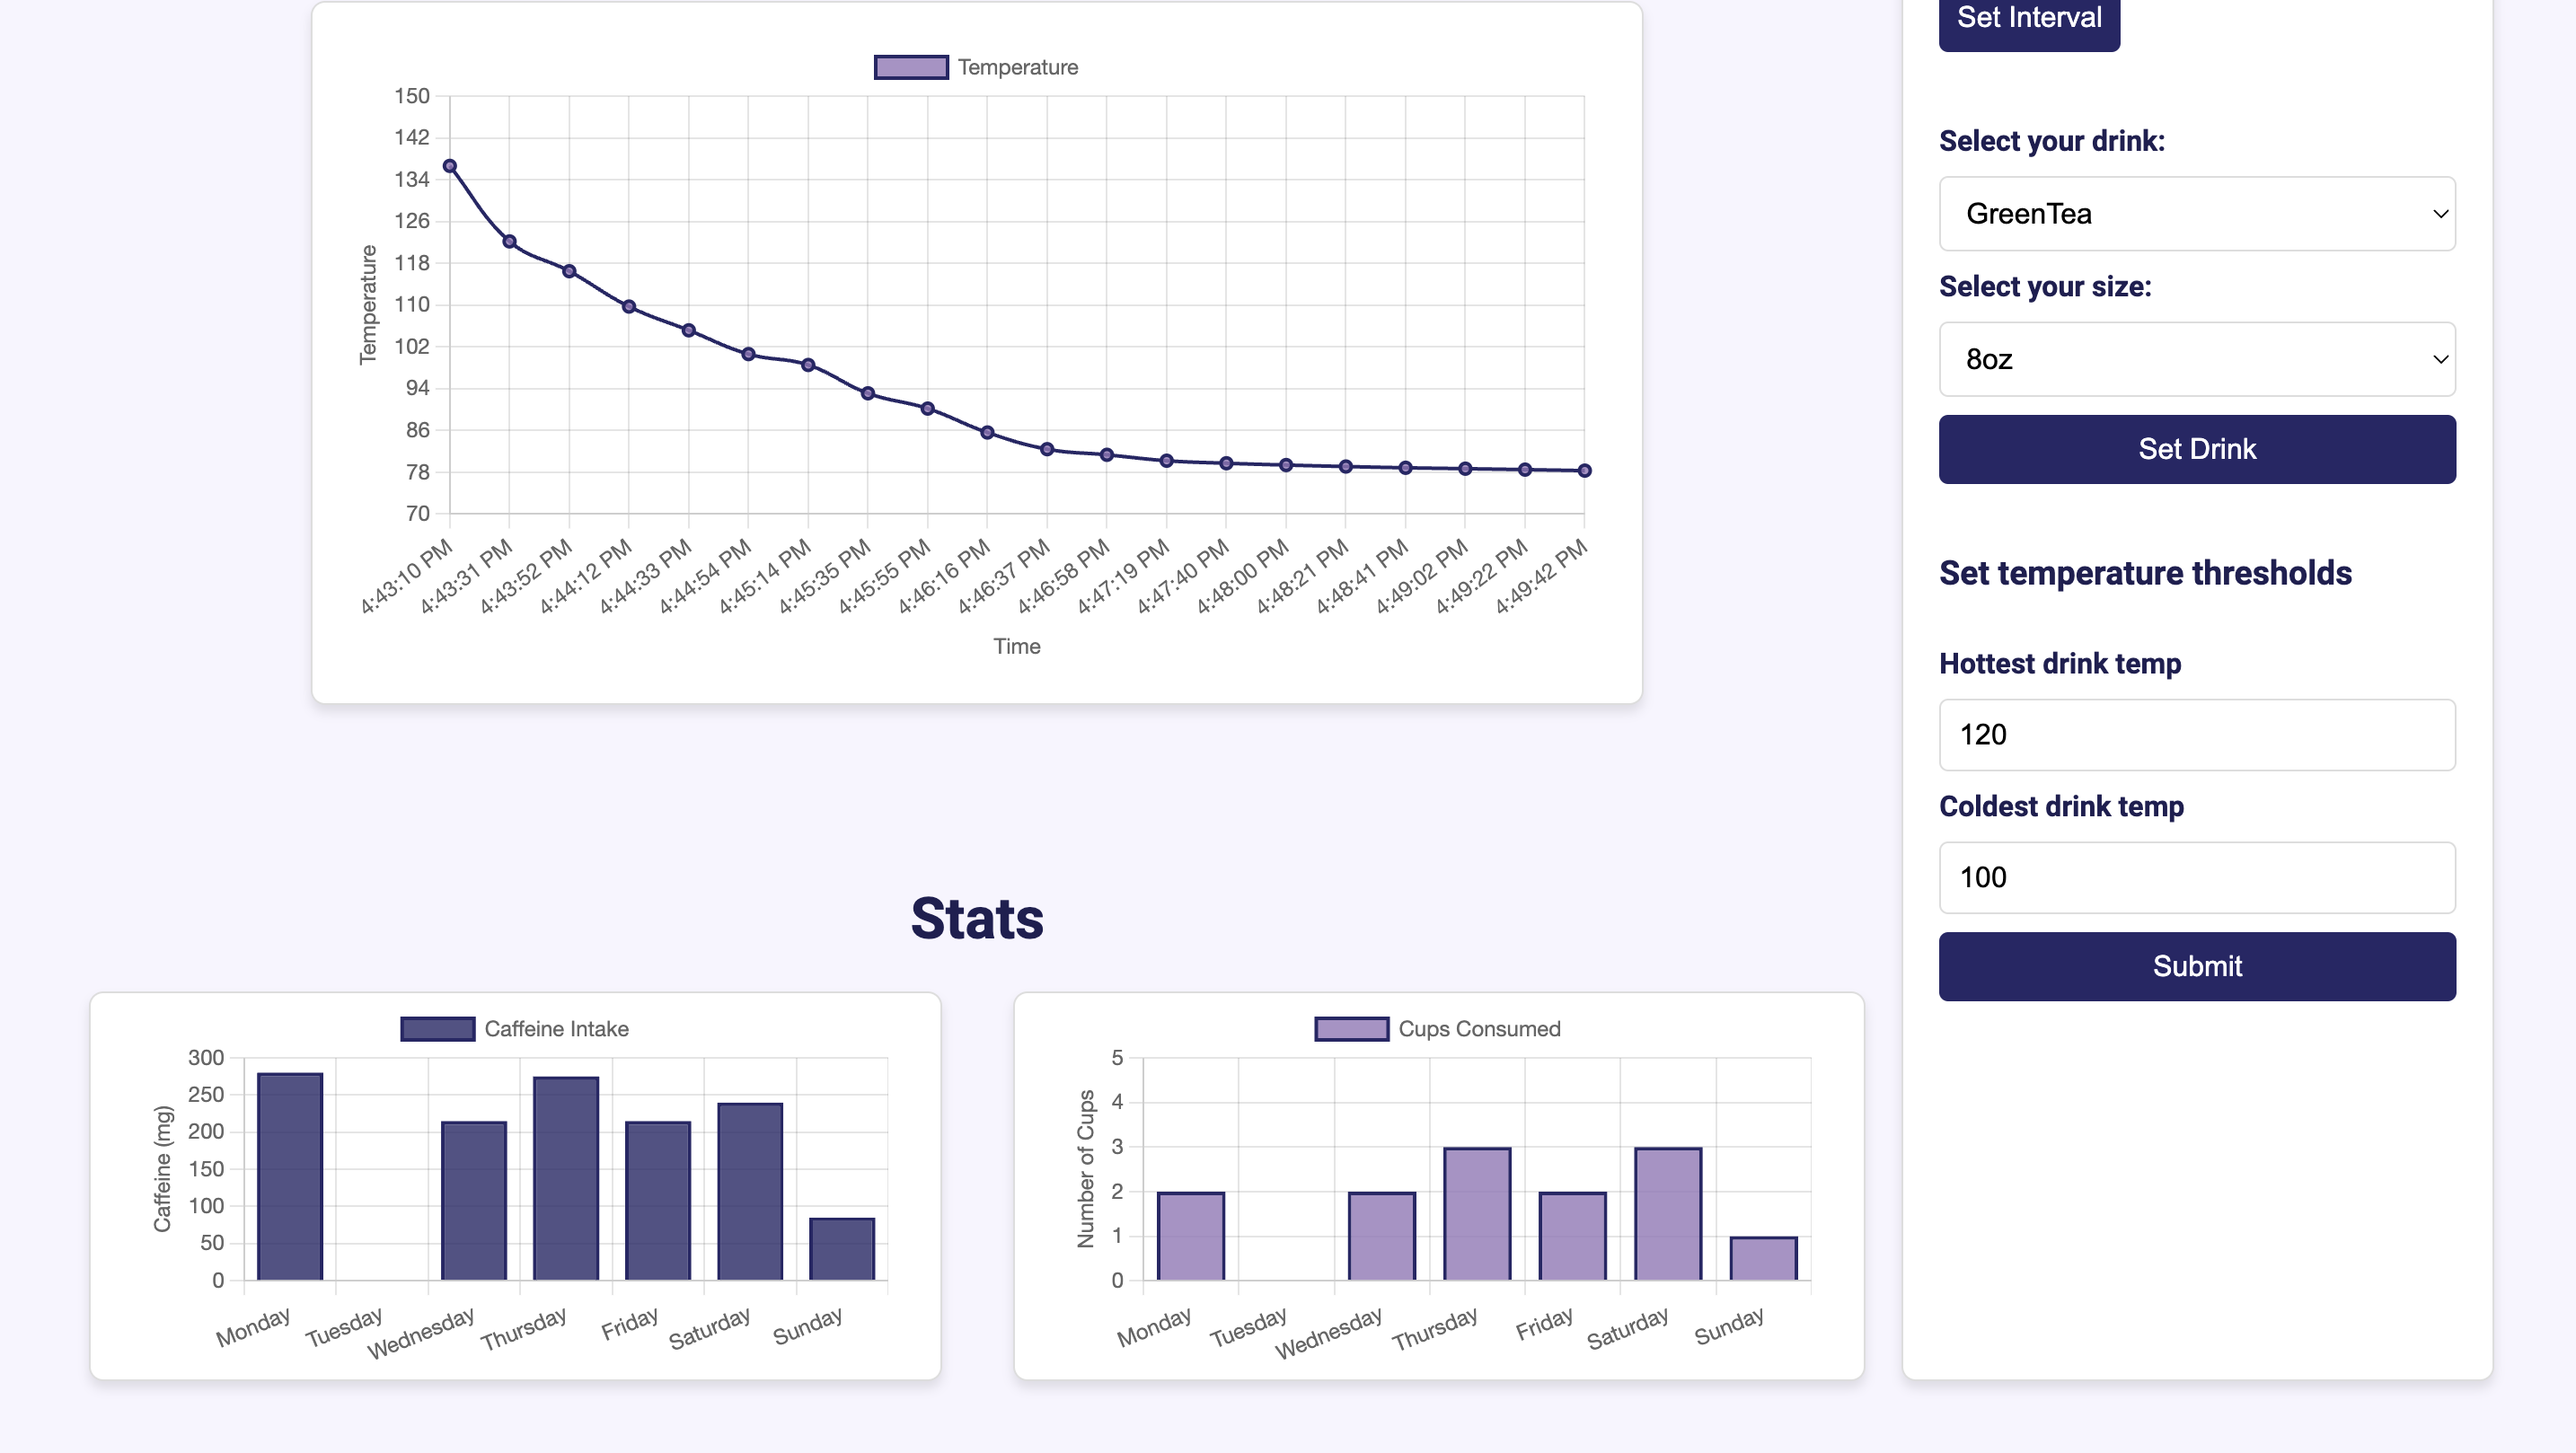 Temperature
150
142
134
126
118
110
102
94
86
78
70
Temperature
4:43:10 PM
4:43:31 PM
4:43:52 PM
4:44:12 PM
4:44:33 PM
4:44:54 PM
4:45:14 PM
4:45:35 PM
4:45:55 PM
4:46:16 PM
4:46:37 PM
4:46:58 PM
4:47:19 PM
4:47:40 PM
4:48:00 PM
4:48:21 PM
4:48:41 PM
4:49:02 PM
4:49:22 PM
4:49:42 PM
Time
Stats
Caffeine Intake
300
250
200
150
100
50
0
Caffeine (mg)
Monday
Tuesday
Wednesday
Thursday
Friday
Saturday
Sunday
Cups Consumed
5
4
3
2
1
0
Number of Cups
Monday
Tuesday
Wednesday
Thursday
Friday
Saturday
Sunday
Set Interval
Select your drink:
GreenTea
Select your size:
8oz
Set Drink
Set temperature thresholds
Hottest drink temp
120
Coldest drink temp
100
Submit